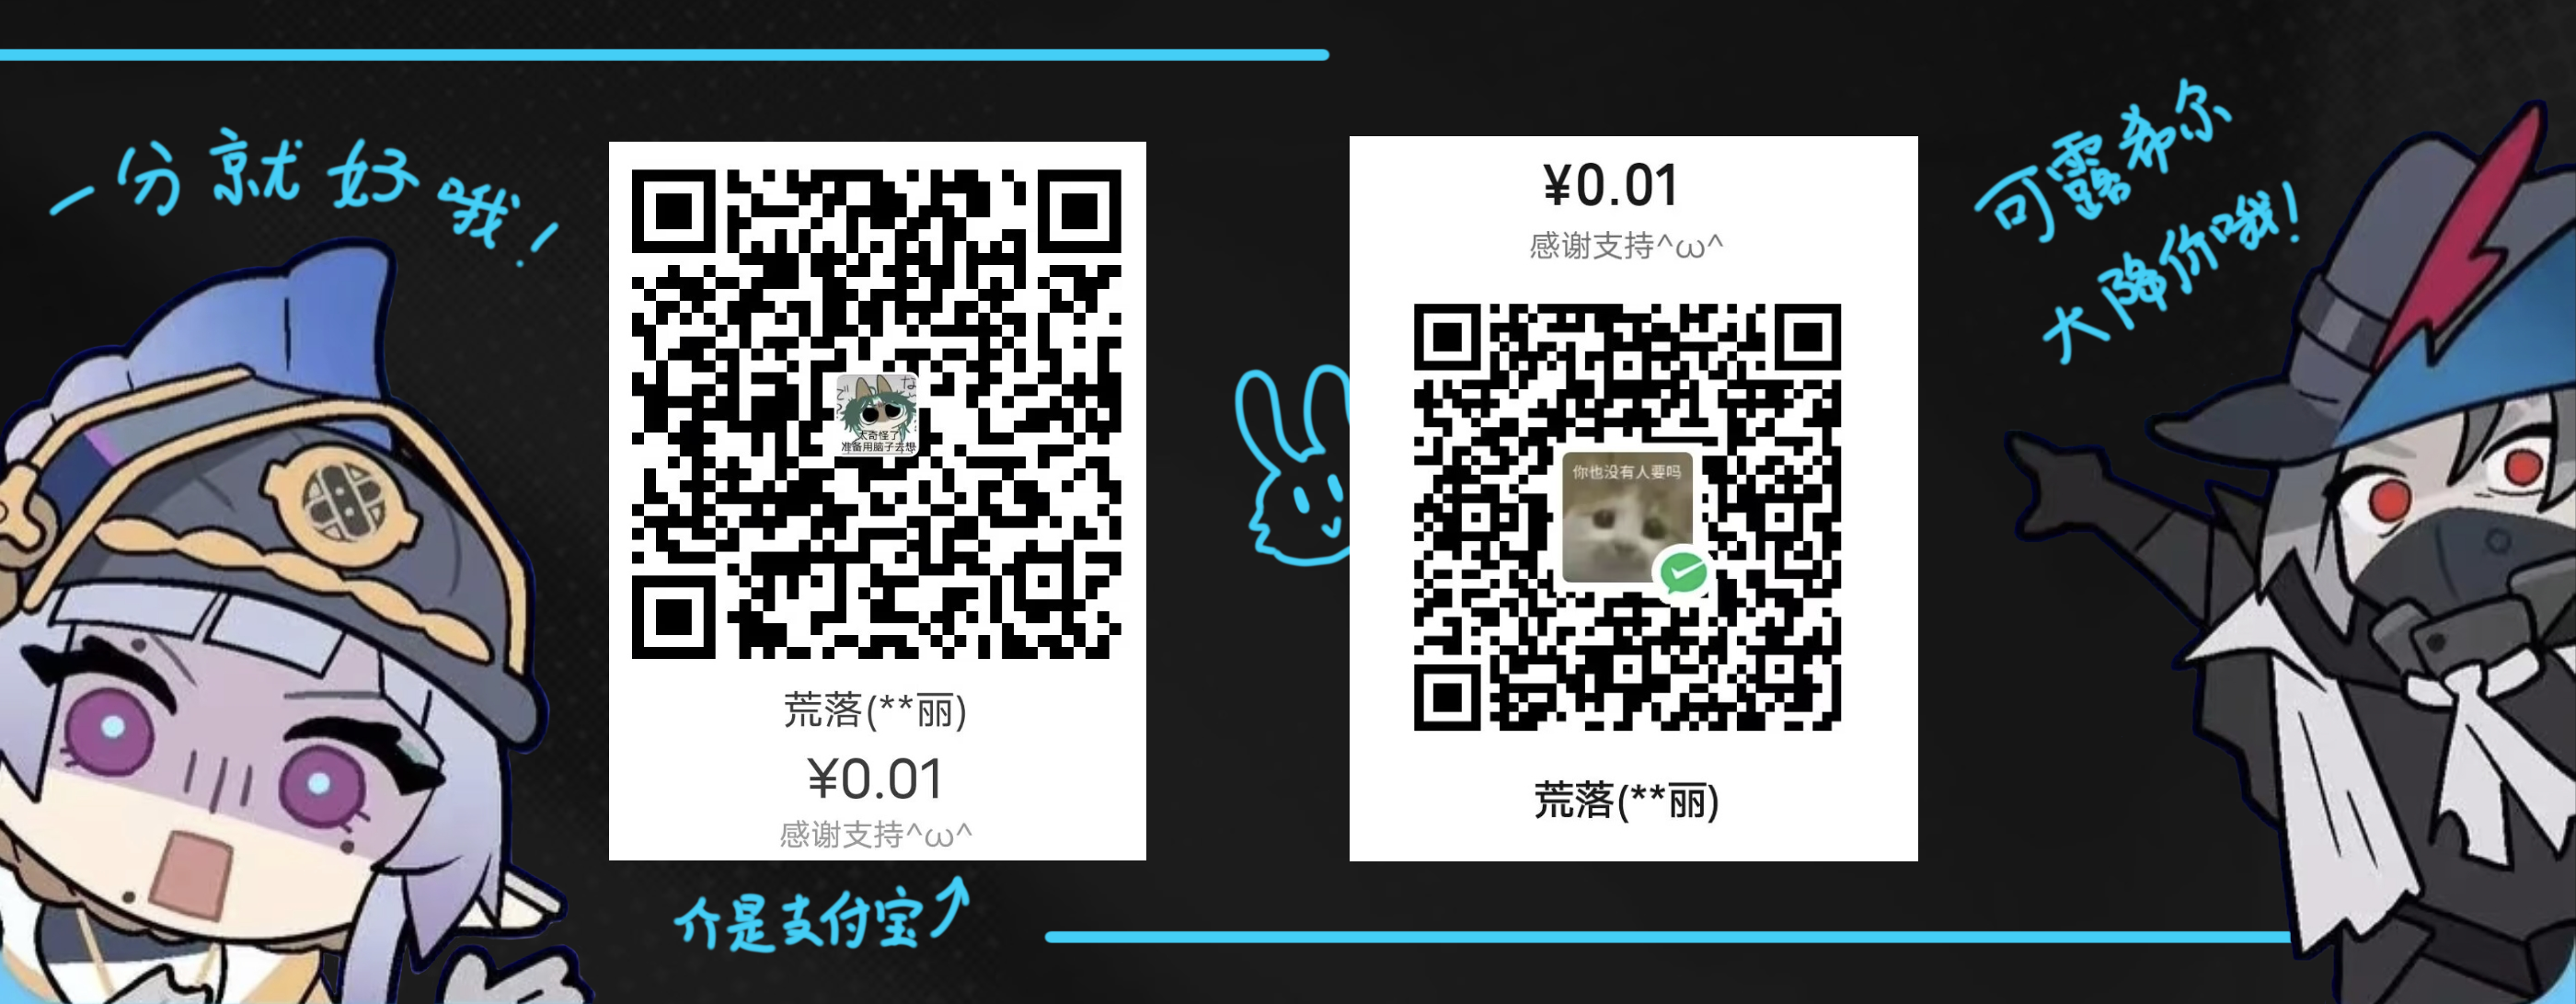 一分就好哦！
太奇怪了
准备用脑子去想
荒落(**丽)
¥0.01
感谢支持^ω^
介是支付宝↗
¥0.01
感谢支持^ω^
你也没有人要吗
荒落(**丽)
可露希尔
大降价哦！